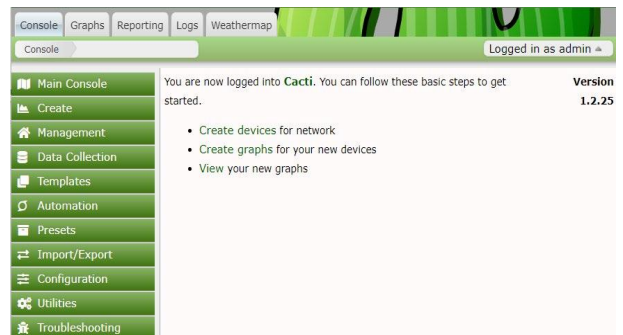 Console Graphs Reporting Logs Weathermap
Console
Logged in as admin
Main Console
Create
Management
Data Collection
Templates
Automation
Presets
Import/Export
Configuration
Utilities
Troubleshooting
You are now logged into Cacti. You can follow these basic steps to get
started.
• Create devices for network
• Create graphs for your new devices
• View your new graphs
Version
1.2.25